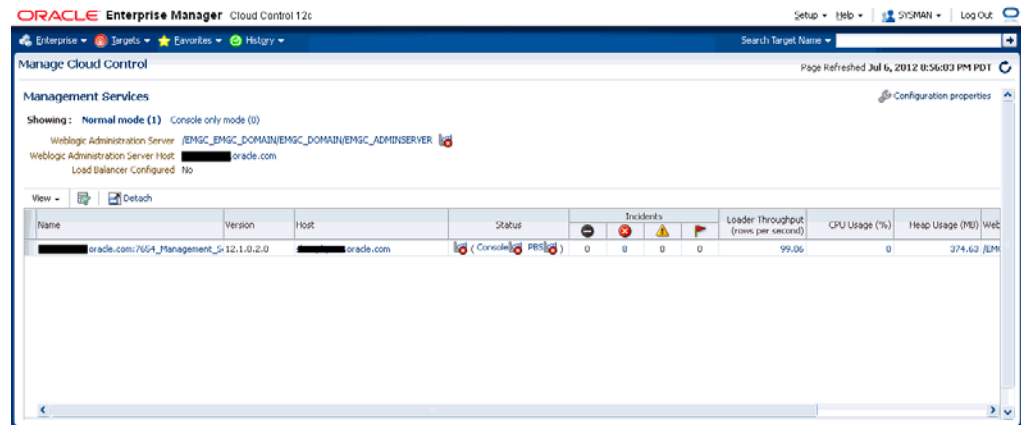 ORACLE Enterprise Manager Cloud Control 12c
Setup Help SYSMAN Log Out
Enterprise Targets Favorites History Search Target Name
Manage Cloud Control
Page Refreshed Jul 6, 2012 8:56:03 PM PDT
Management Services
Configuration properties
Showing : Normal mode (1) Console only mode (0)
Weblogic Administration Server /EMGC_EMGC_DOMAIN/EMGC_DOMAIN/EMGC_ADMINSERVER
Weblogic Administration Server Host oracle.com
Load Balancer Configured No
View Detach
Name Version Host Status Incidents Loader Throughput (rows per second) CPU Usage (%) Heap Usage (MB) Web
oracle.com:7654_Management_S 12.1.0.2.0 oracle.com ( Console PBS ) 0 0 0 0 99.06 0 374.63 /EM